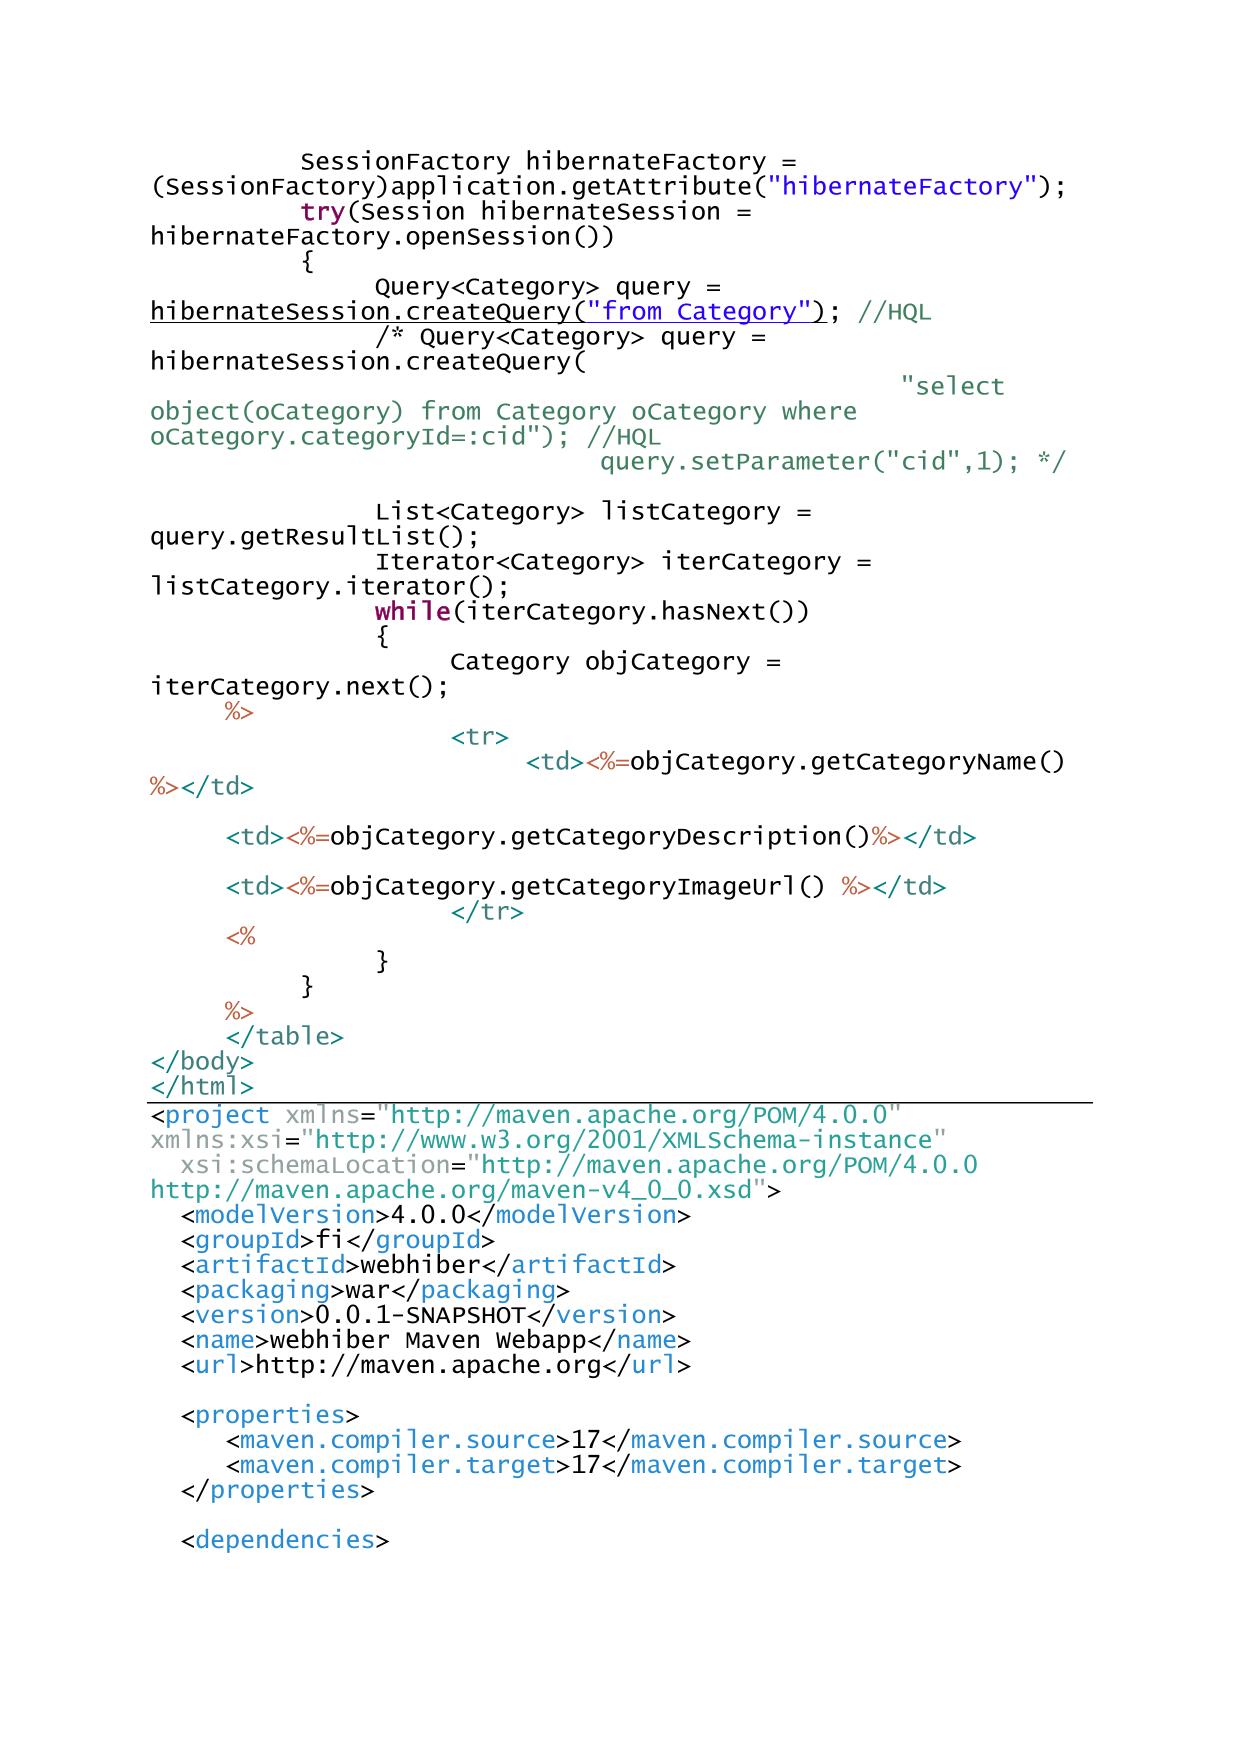 SessionFactory hibernateFactory =
(SessionFactory)application.getAttribute("hibernateFactory");
try(Session hibernateSession =
hibernateFactory.openSession())
{
Query<Category> query =
hibernateSession.createQuery("from Category"); //HQL
/* Query<Category> query =
hibernateSession.createQuery(
"select
object(oCategory) from Category oCategory where
oCategory.categoryId=:cid"); //HQL
query.setParameter("cid",1); */
List<Category> listCategory =
query.getResultList();
Iterator<Category> iterCategory =
listCategory.iterator();
while(iterCategory.hasNext())
{
Category objCategory =
iterCategory.next();
%>
<tr>
<td><%=objCategory.getCategoryName()
%></td>
<td><%=objCategory.getCategoryDescription()%></td>
<td><%=objCategory.getCategoryImageUrl() %></td>
</tr>
<%
}
}
%>
</table>
</body>
</html>
<project xmlns="http://maven.apache.org/POM/4.0.0"
xmlns:xsi="http://www.w3.org/2001/XMLSchema-instance"
xsi:schemaLocation="http://maven.apache.org/POM/4.0.0
http://maven.apache.org/maven-v4_0_0.xsd">
<modelVersion>4.0.0</modelVersion>
<groupId>fi</groupId>
<artifactId>webhiber</artifactId>
<packaging>war</packaging>
<version>0.0.1-SNAPSHOT</version>
<name>webhiber Maven Webapp</name>
<url>http://maven.apache.org</url>
<properties>
<maven.compiler.source>17</maven.compiler.source>
<maven.compiler.target>17</maven.compiler.target>
</properties>
<dependencies>